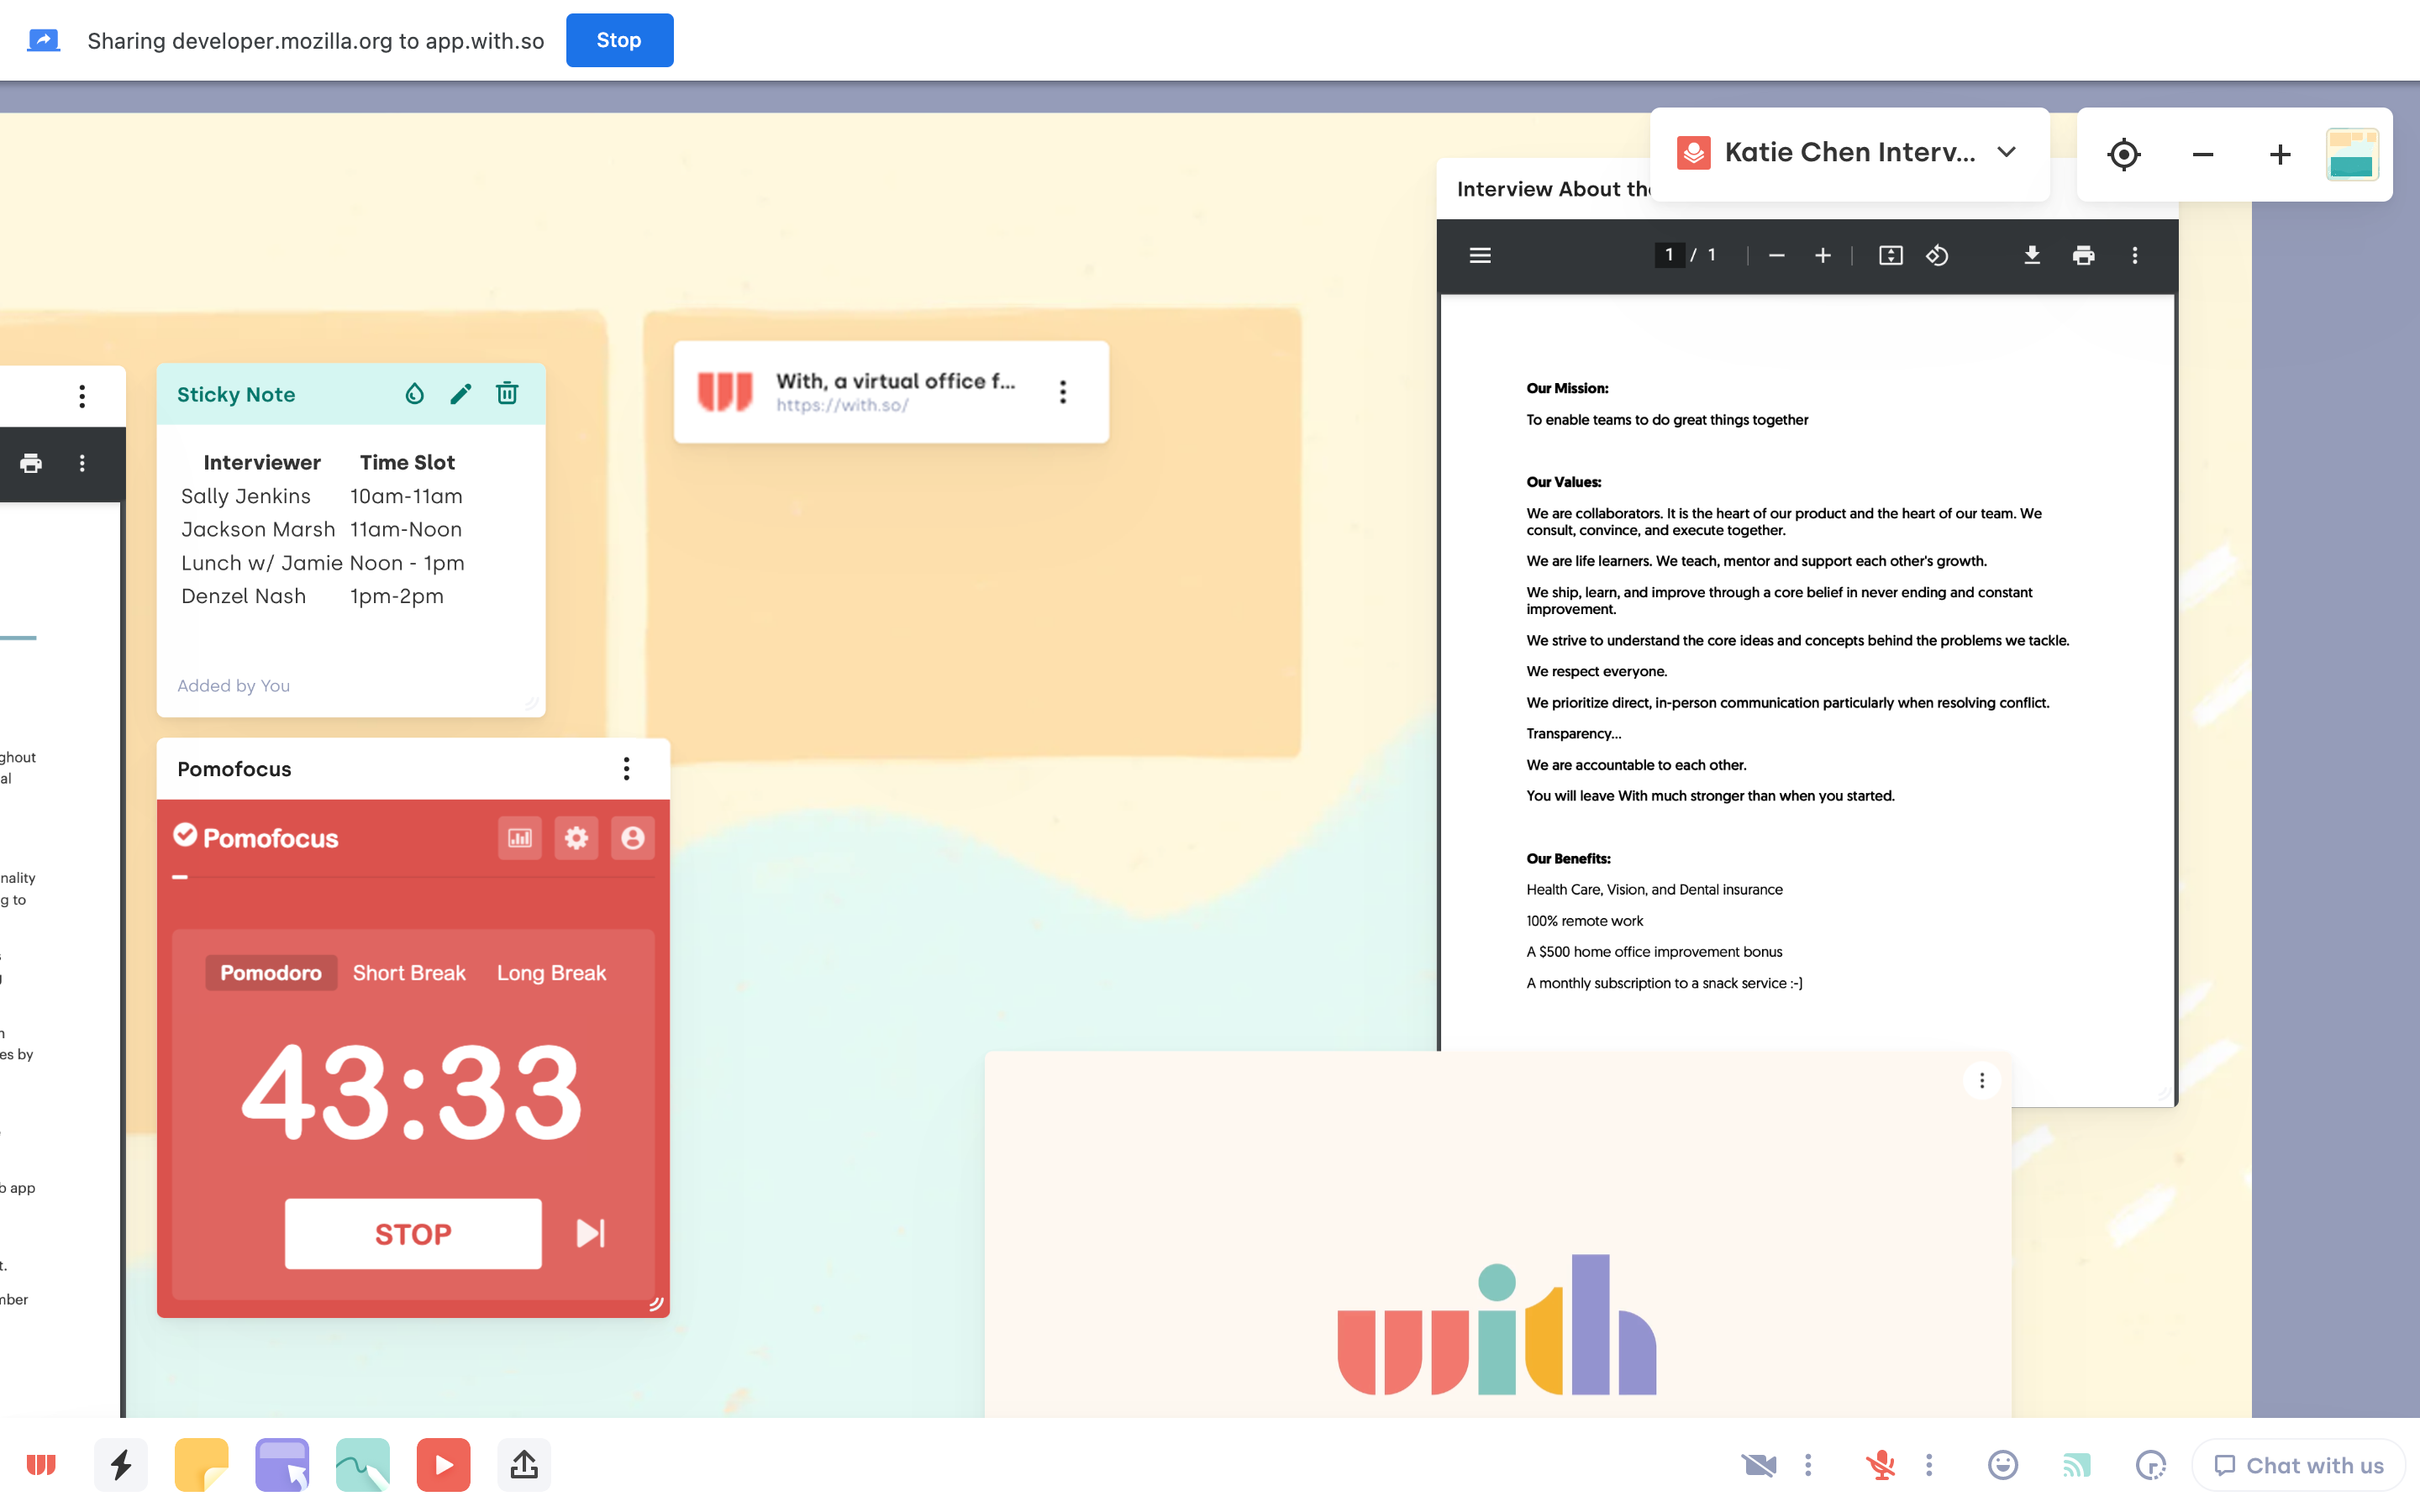 Sharing developer.mozilla.org to app.with.so
Stop
Katie Chen Interv...
Interview About the
1 / 1
Sticky Note
Interviewer Time Slot
Sally Jenkins 10am-11am
Jackson Marsh 11am-Noon
Lunch w/ Jamie Noon - 1pm
Denzel Nash 1pm-2pm
Added by You
With, a virtual office f...
https://with.so/
Our Mission:
To enable teams to do great things together
Our Values:
We are collaborators. It is the heart of our product and the heart of our team. We
consult, convince, and execute together.
We are life learners. We teach, mentor and support each other's growth.
We ship, learn, and improve through a core belief in never ending and constant
improvement.
We strive to understand the core ideas and concepts behind the problems we tackle.
We respect everyone.
We prioritize direct, in-person communication particularly when resolving conflict.
Transparency...
We are accountable to each other.
You will leave With much stronger than when you started.
Our Benefits:
Health Care, Vision, and Dental insurance
100% remote work
A $500 home office improvement bonus
A monthly subscription to a snack service :-)
Pomofocus
Pomofocus
Pomodoro Short Break Long Break
43:33
STOP
ghout
al
nality
g to
es by
app
mber
with
Chat with us